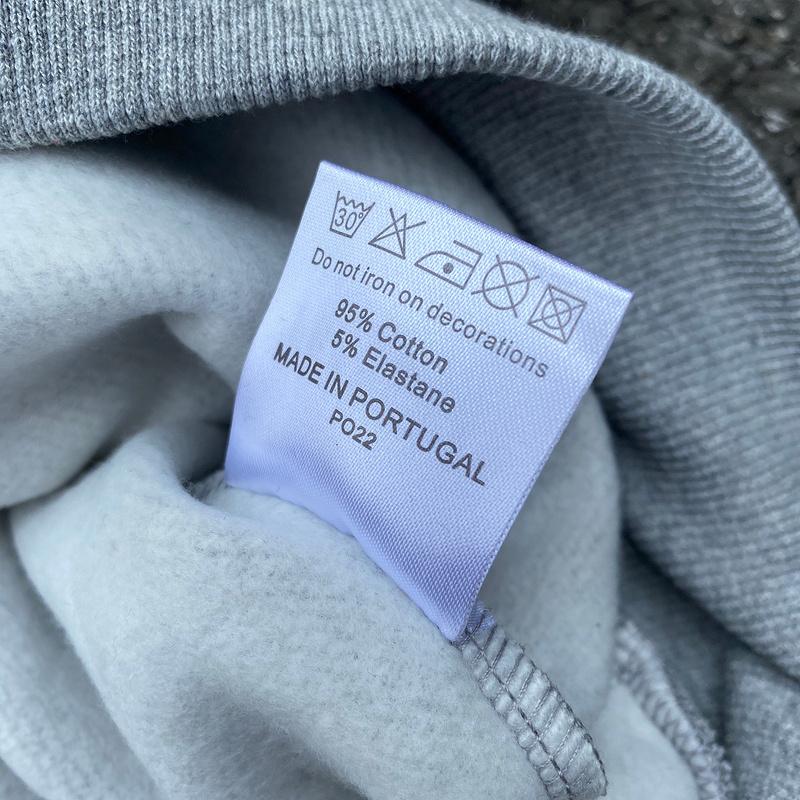 30°
Do not iron on decorations
95% Cotton
5% Elastane
MADE IN PORTUGAL
PO22